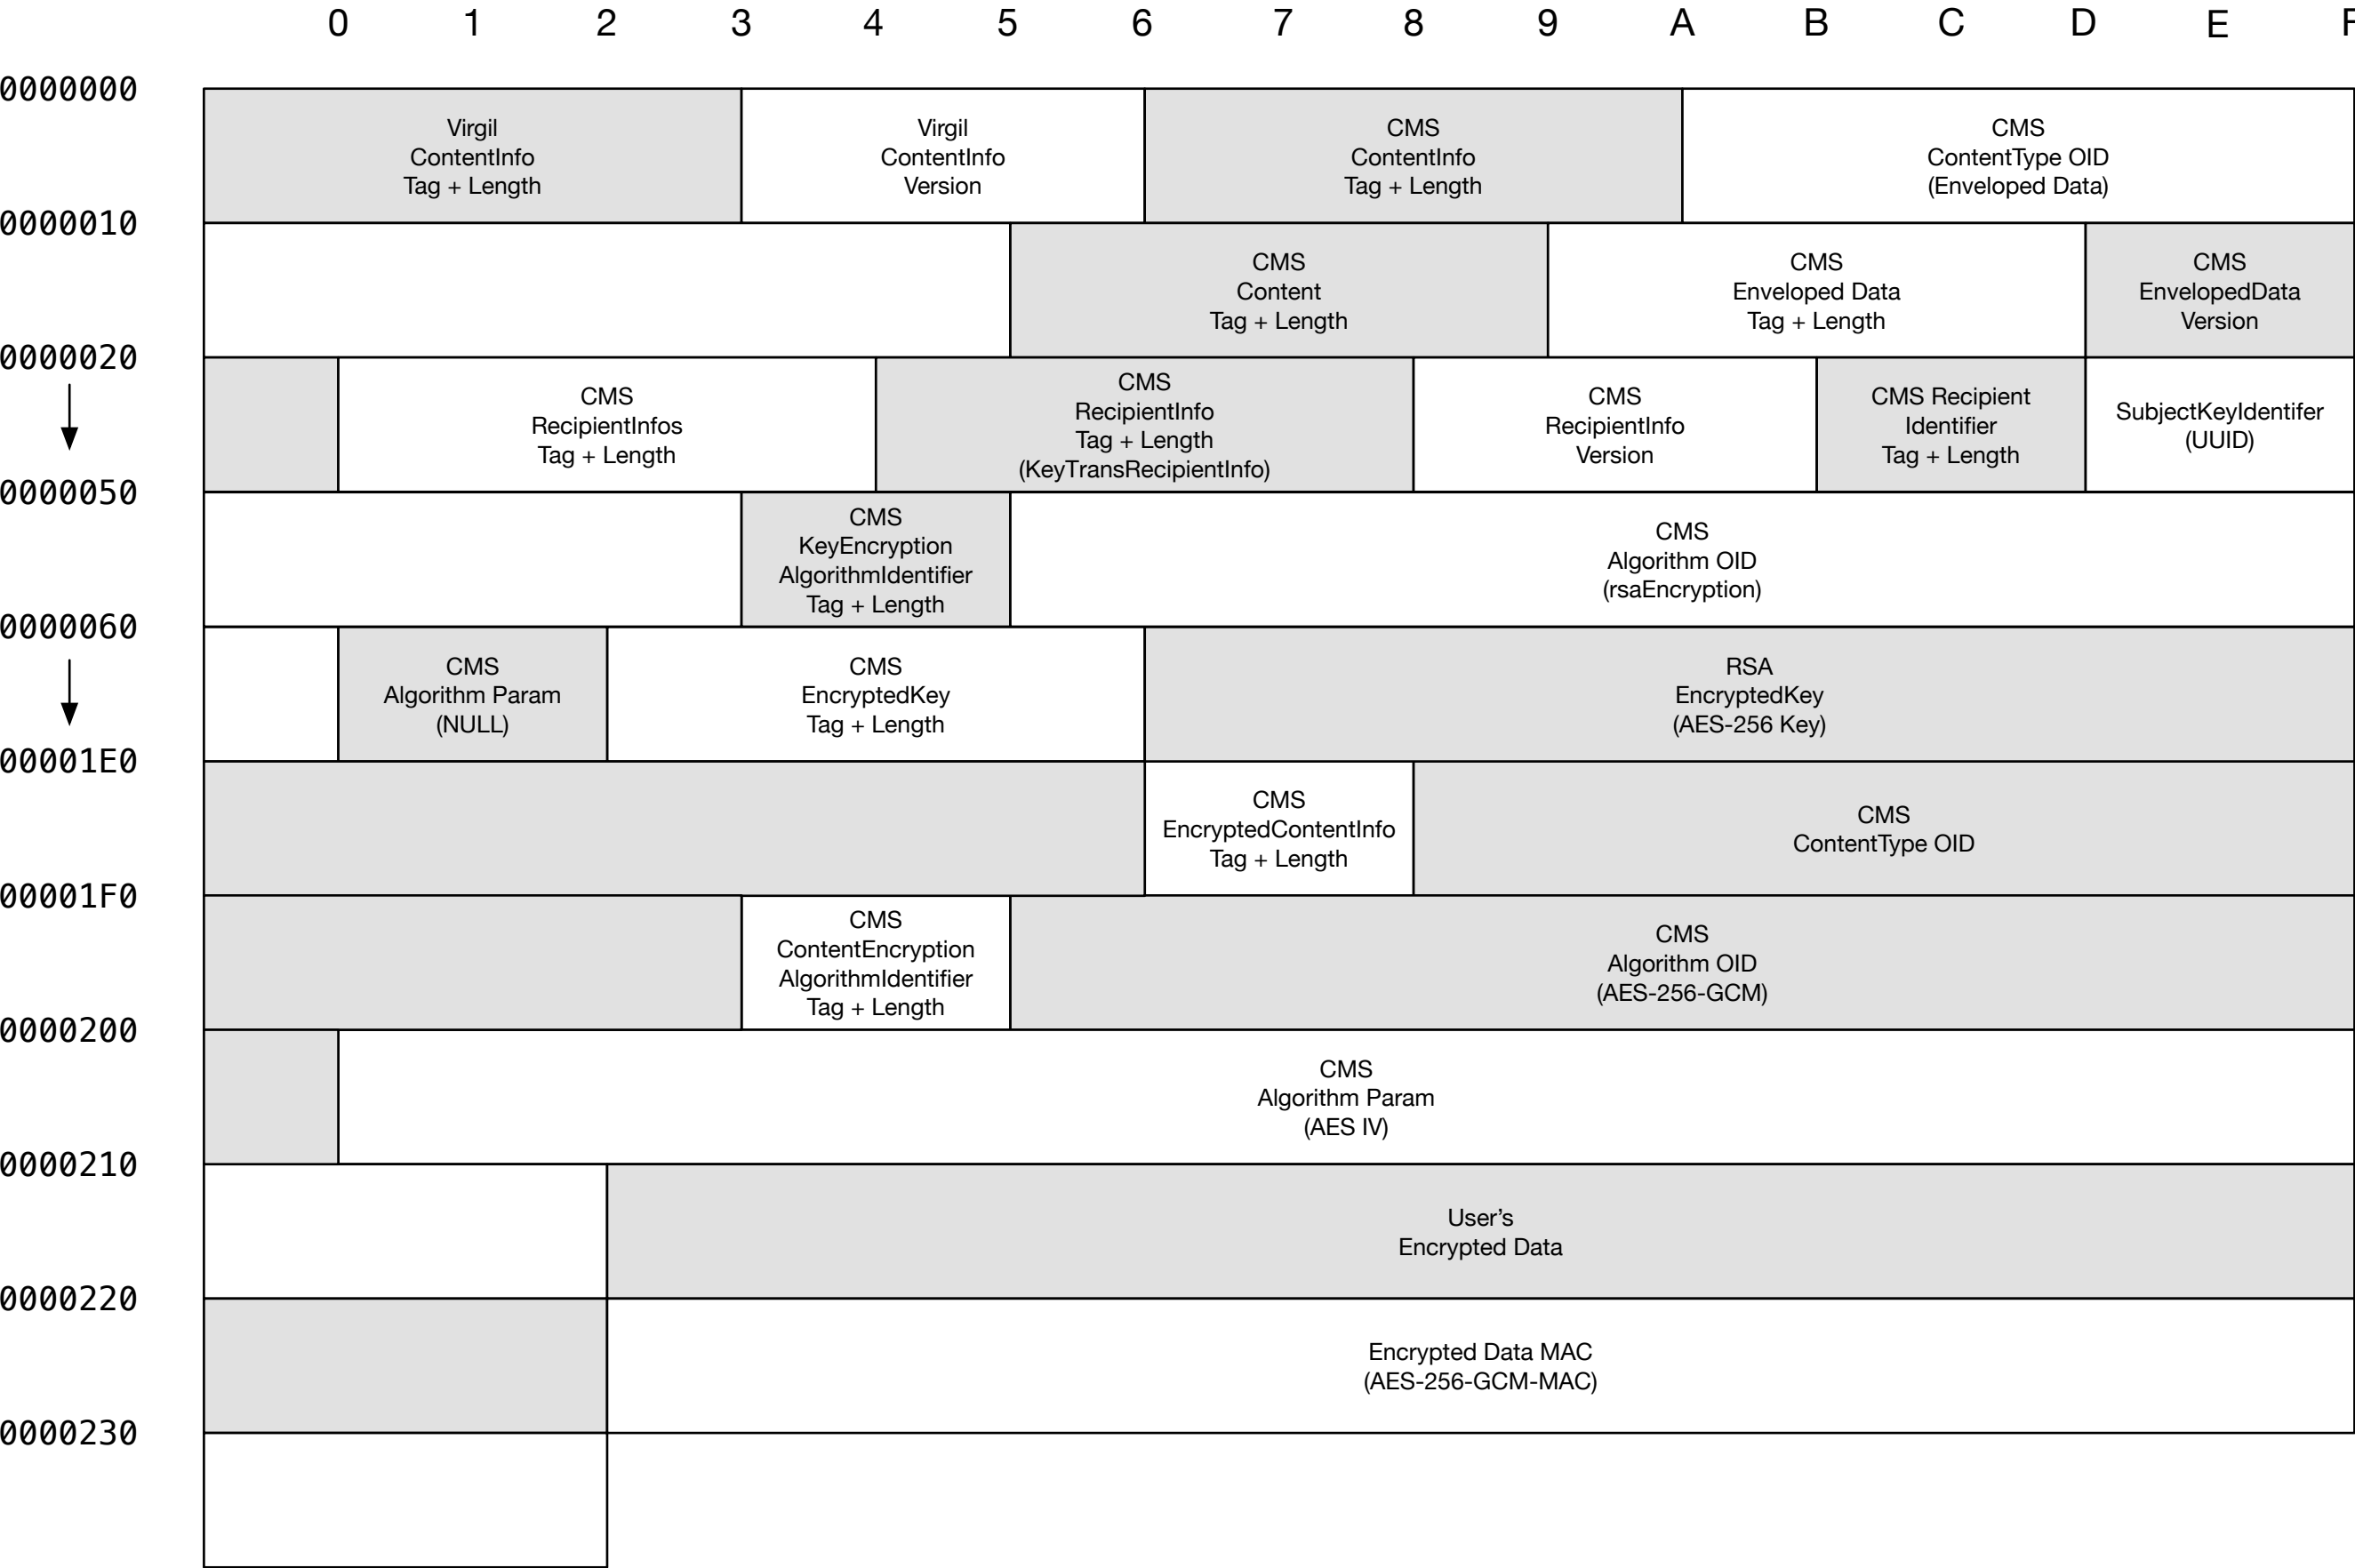 0 1 2 3 4 5 6 7 8 9 A B C D E F
0000000
Virgil
ContentInfo
Tag + Length
Virgil
ContentInfo
Version
CMS
ContentInfo
Tag + Length
CMS
ContentType OID
(Enveloped Data)
0000010
CMS
Content
Tag + Length
CMS
Enveloped Data
Tag + Length
CMS
EnvelopedData
Version
0000020
CMS
RecipientInfos
Tag + Length
CMS
RecipientInfo
Tag + Length
(KeyTransRecipientInfo)
CMS
RecipientInfo
Version
CMS Recipient
Identifier
Tag + Length
SubjectKeyIdentifer
(UUID)
0000050
CMS
KeyEncryption
AlgorithmIdentifier
Tag + Length
CMS
Algorithm OID
(rsaEncryption)
0000060
CMS
Algorithm Param
(NULL)
CMS
EncryptedKey
Tag + Length
RSA
EncryptedKey
(AES-256 Key)
00001E0
CMS
EncryptedContentInfo
Tag + Length
CMS
ContentType OID
00001F0
CMS
ContentEncryption
AlgorithmIdentifier
Tag + Length
CMS
Algorithm OID
(AES-256-GCM)
0000200
CMS
Algorithm Param
(AES IV)
0000210
User’s
Encrypted Data
0000220
Encrypted Data MAC
(AES-256-GCM-MAC)
0000230